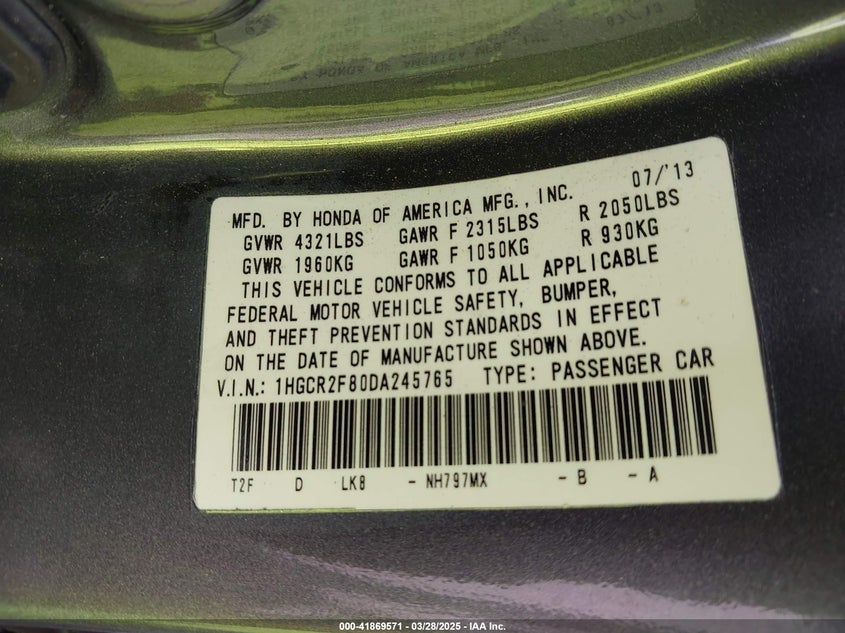 07/'13
MFD. BY HONDA OF AMERICA MFG., INC.
GVWR 4321LBS GAWR F 2315LBS R 2050LBS
GVWR 1960KG GAWR F 1050KG R 930KG
THIS VEHICLE CONFORMS TO ALL APPLICABLE
FEDERAL MOTOR VEHICLE SAFETY, BUMPER,
AND THEFT PREVENTION STANDARDS IN EFFECT
ON THE DATE OF MANUFACTURE SHOWN ABOVE.
V.I.N.: 1HGCR2F80DA245765 TYPE: PASSENGER CAR
T2F D LK8 - NH797MX - B - A
000-41869571 - 03/28/2025 - IAA Inc.